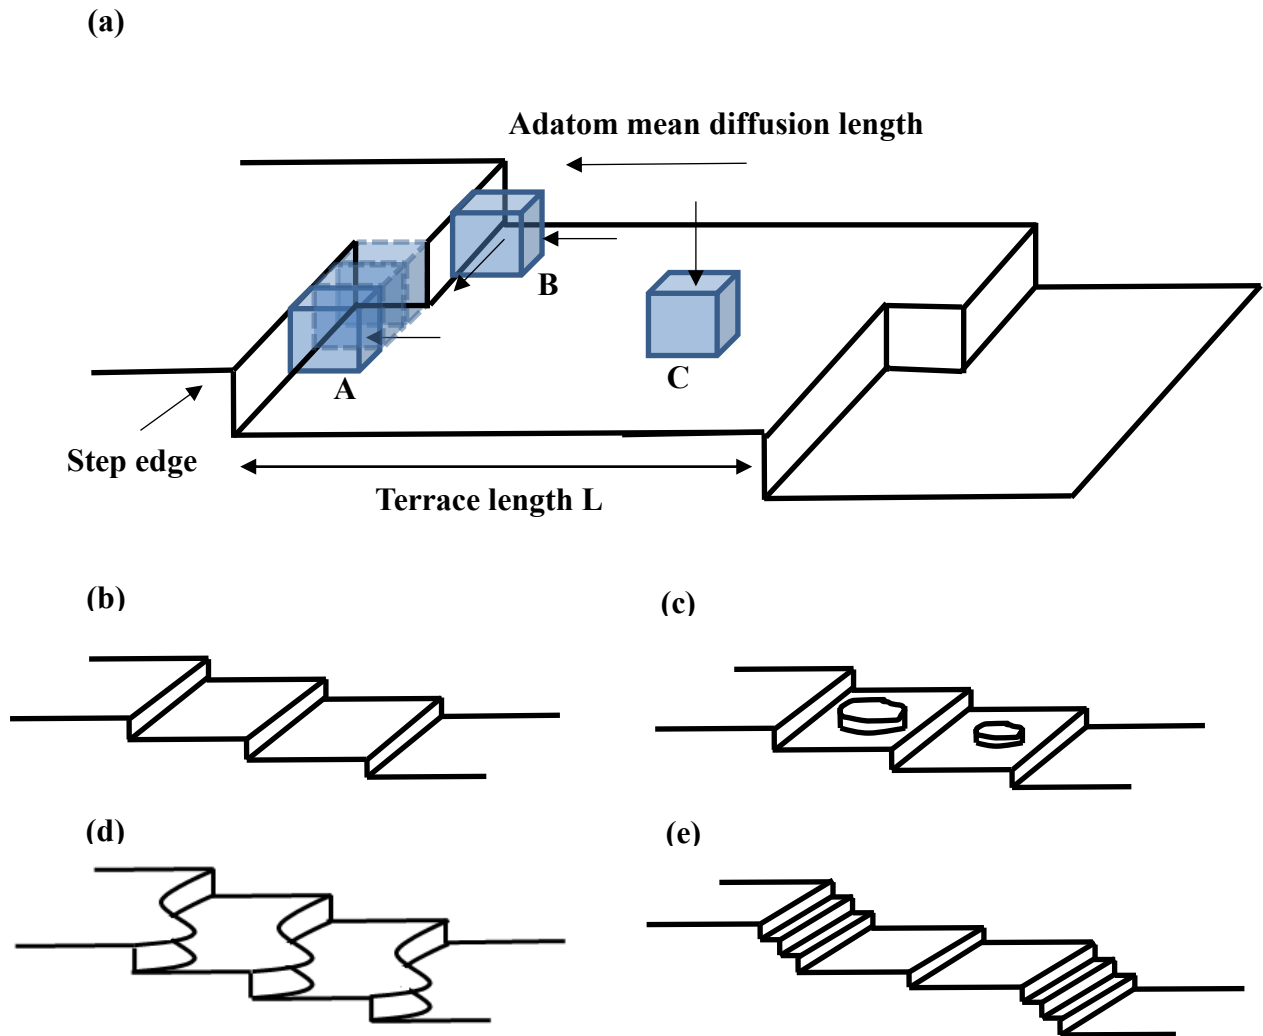 (a)
Adatom mean diffusion length
B
C
A
Step edge
Terrace length L
(b)
(c)
(d)
(e)